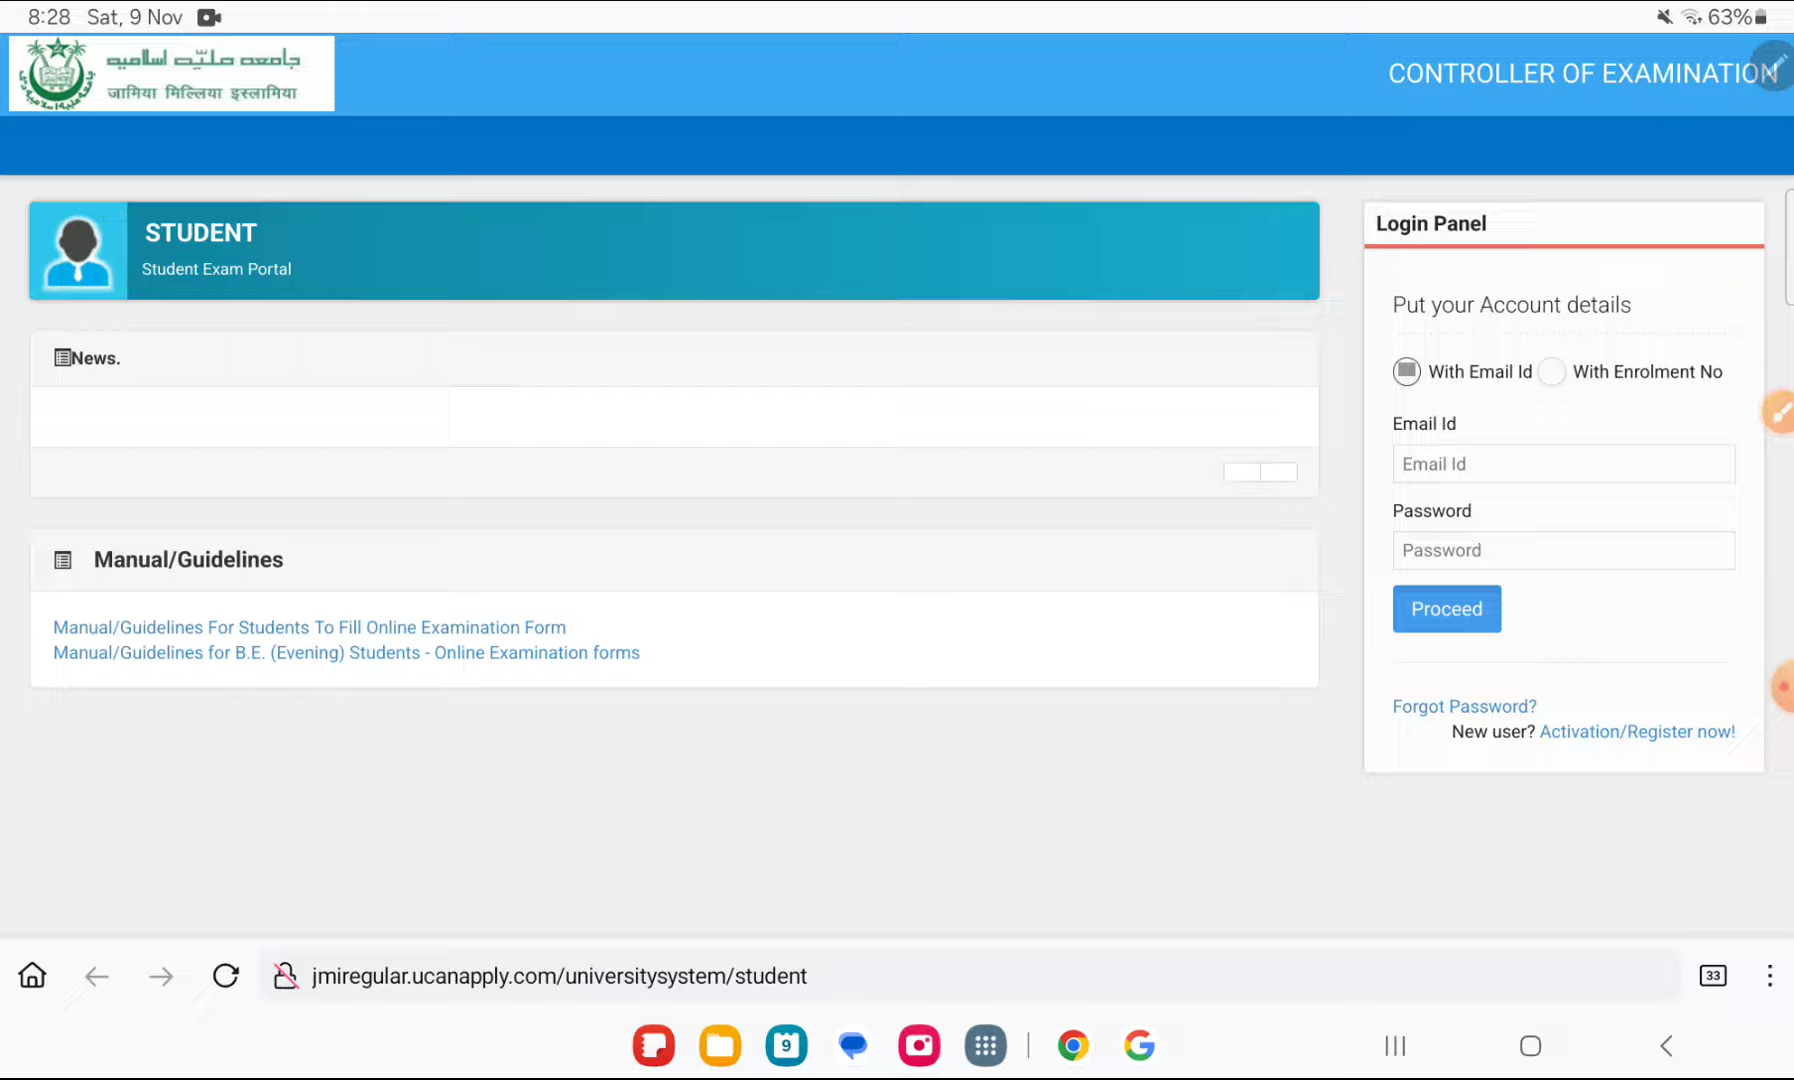 8:28 Sat, 9 Nov
63%
جامعه ملیّه اسلامیه
जामिया मिल्लिया इस्लामिया
CONTROLLER OF EXAMINATION
STUDENT
Student Exam Portal
News.
Manual/Guidelines
Manual/Guidelines For Students To Fill Online Examination Form
Manual/Guidelines for B.E. (Evening) Students - Online Examination forms
Login Panel
Put your Account details
With Email Id With Enrolment No
Email Id
Email Id
Password
Password
Proceed
Forgot Password?
New user? Activation/Register now!
jmiregular.ucanapply.com/universitysystem/student
33
9